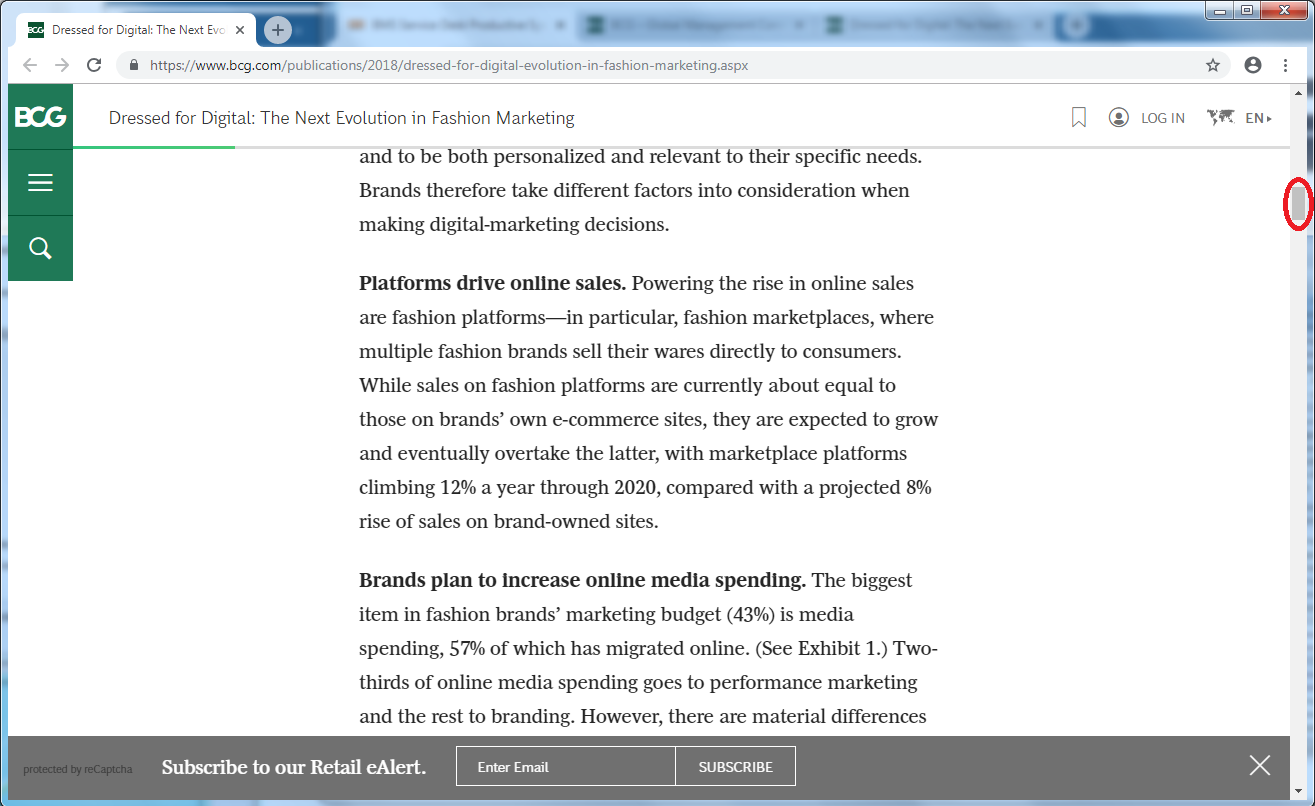 BCG Dressed for Digital: The Next Evo
https://www.bcg.com/publications/2018/dressed-for-digital-evolution-in-fashion-marketing.aspx
BCG Dressed for Digital: The Next Evolution in Fashion Marketing LOG IN EN
and to be both personalized and relevant to their specific needs.
Brands therefore take different factors into consideration when
making digital-marketing decisions.
Platforms drive online sales. Powering the rise in online sales
are fashion platforms—in particular, fashion marketplaces, where
multiple fashion brands sell their wares directly to consumers.
While sales on fashion platforms are currently about equal to
those on brands’ own e-commerce sites, they are expected to grow
and eventually overtake the latter, with marketplace platforms
climbing 12% a year through 2020, compared with a projected 8%
rise of sales on brand-owned sites.
Brands plan to increase online media spending. The biggest
item in fashion brands’ marketing budget (43%) is media
spending, 57% of which has migrated online. (See Exhibit 1.) Two-
thirds of online media spending goes to performance marketing
and the rest to branding. However, there are material differences
protected by reCaptcha Subscribe to our Retail eAlert. Enter Email SUBSCRIBE